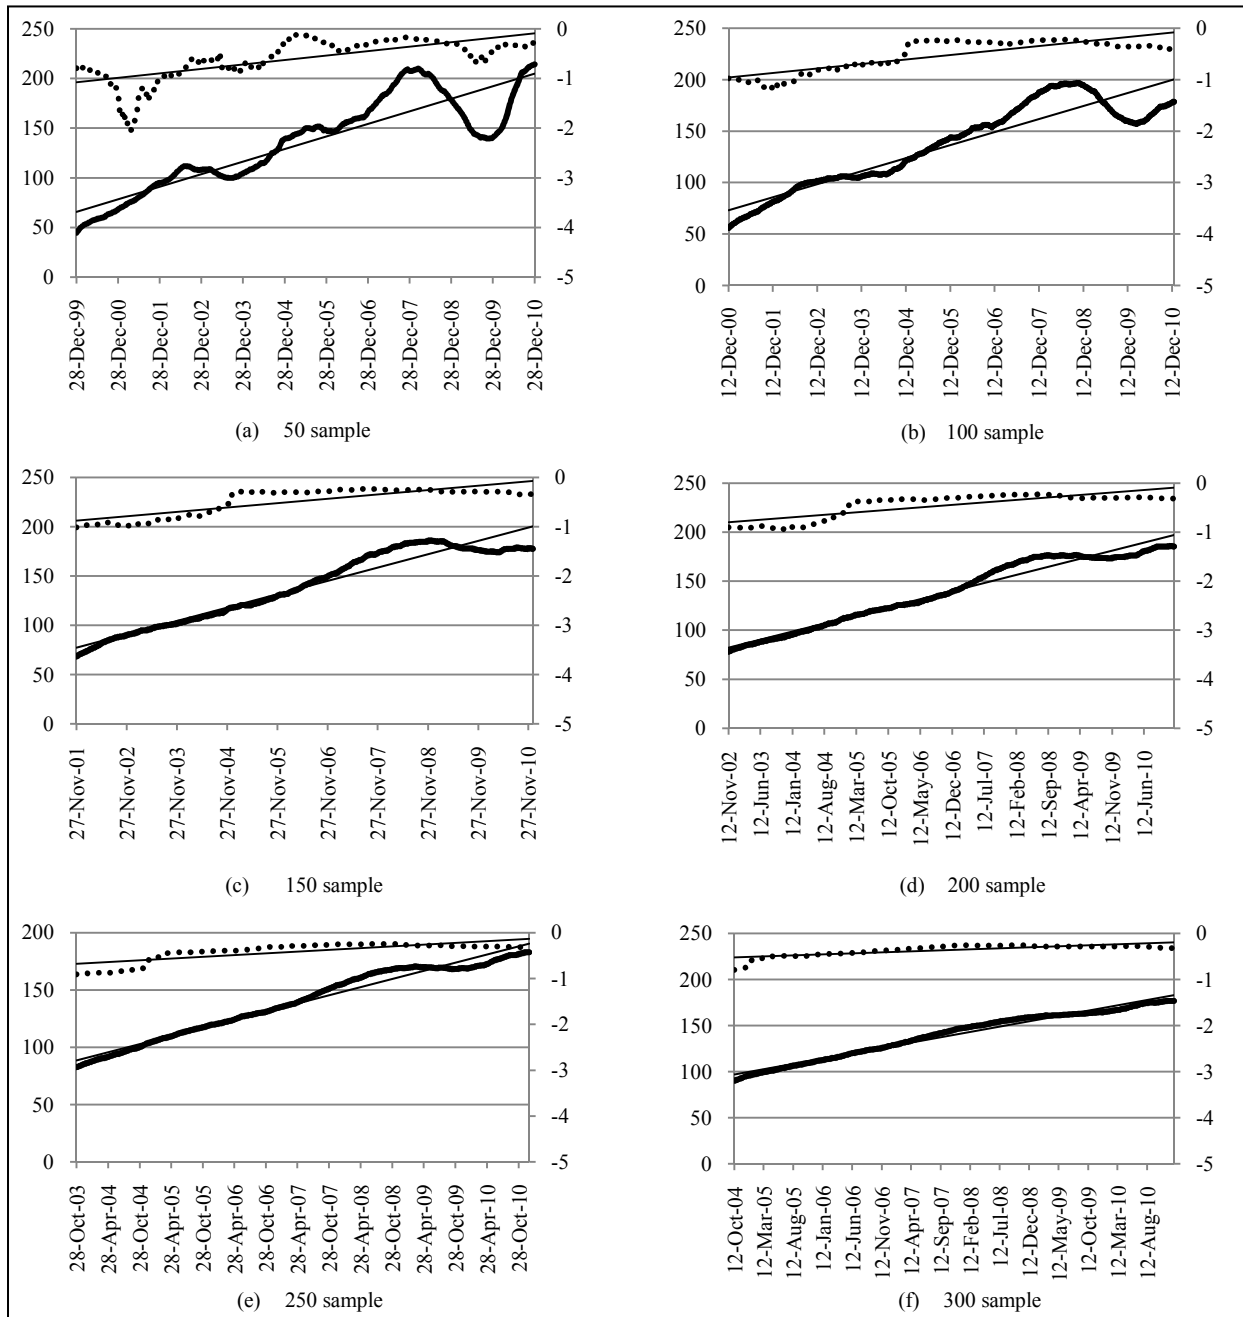 250
200
150
100
50
0
0
-1
-2
-3
-4
-5
28-Dec-99
28-Dec-00
28-Dec-01
28-Dec-02
28-Dec-03
28-Dec-04
28-Dec-05
28-Dec-06
28-Dec-07
28-Dec-08
28-Dec-09
28-Dec-10
(a) 50 sample
250
200
150
100
50
0
0
-1
-2
-3
-4
-5
12-Dec-00
12-Dec-01
12-Dec-02
12-Dec-03
12-Dec-04
12-Dec-05
12-Dec-06
12-Dec-07
12-Dec-08
12-Dec-09
12-Dec-10
(b) 100 sample
250
200
150
100
50
0
0
-1
-2
-3
-4
-5
27-Nov-01
27-Nov-02
27-Nov-03
27-Nov-04
27-Nov-05
27-Nov-06
27-Nov-07
27-Nov-08
27-Nov-09
27-Nov-10
(c) 150 sample
250
200
150
100
50
0
0
-1
-2
-3
-4
-5
12-Nov-02
12-Jun-03
12-Jan-04
12-Aug-04
12-Mar-05
12-Oct-05
12-May-06
12-Dec-06
12-Jul-07
12-Feb-08
12-Sep-08
12-Apr-09
12-Nov-09
12-Jun-10
(d) 200 sample
200
150
100
50
0
0
-1
-2
-3
-4
-5
28-Oct-03
28-Apr-04
28-Oct-04
28-Apr-05
28-Oct-05
28-Apr-06
28-Oct-06
28-Apr-07
28-Oct-07
28-Apr-08
28-Oct-08
28-Apr-09
28-Oct-09
28-Apr-10
28-Oct-10
(e) 250 sample
250
200
150
100
50
0
0
-1
-2
-3
-4
-5
12-Oct-04
12-Mar-05
12-Aug-05
12-Jan-06
12-Jun-06
12-Nov-06
12-Apr-07
12-Sep-07
12-Feb-08
12-Jul-08
12-Dec-08
12-May-09
12-Oct-09
12-Mar-10
12-Aug-10
(f) 300 sample